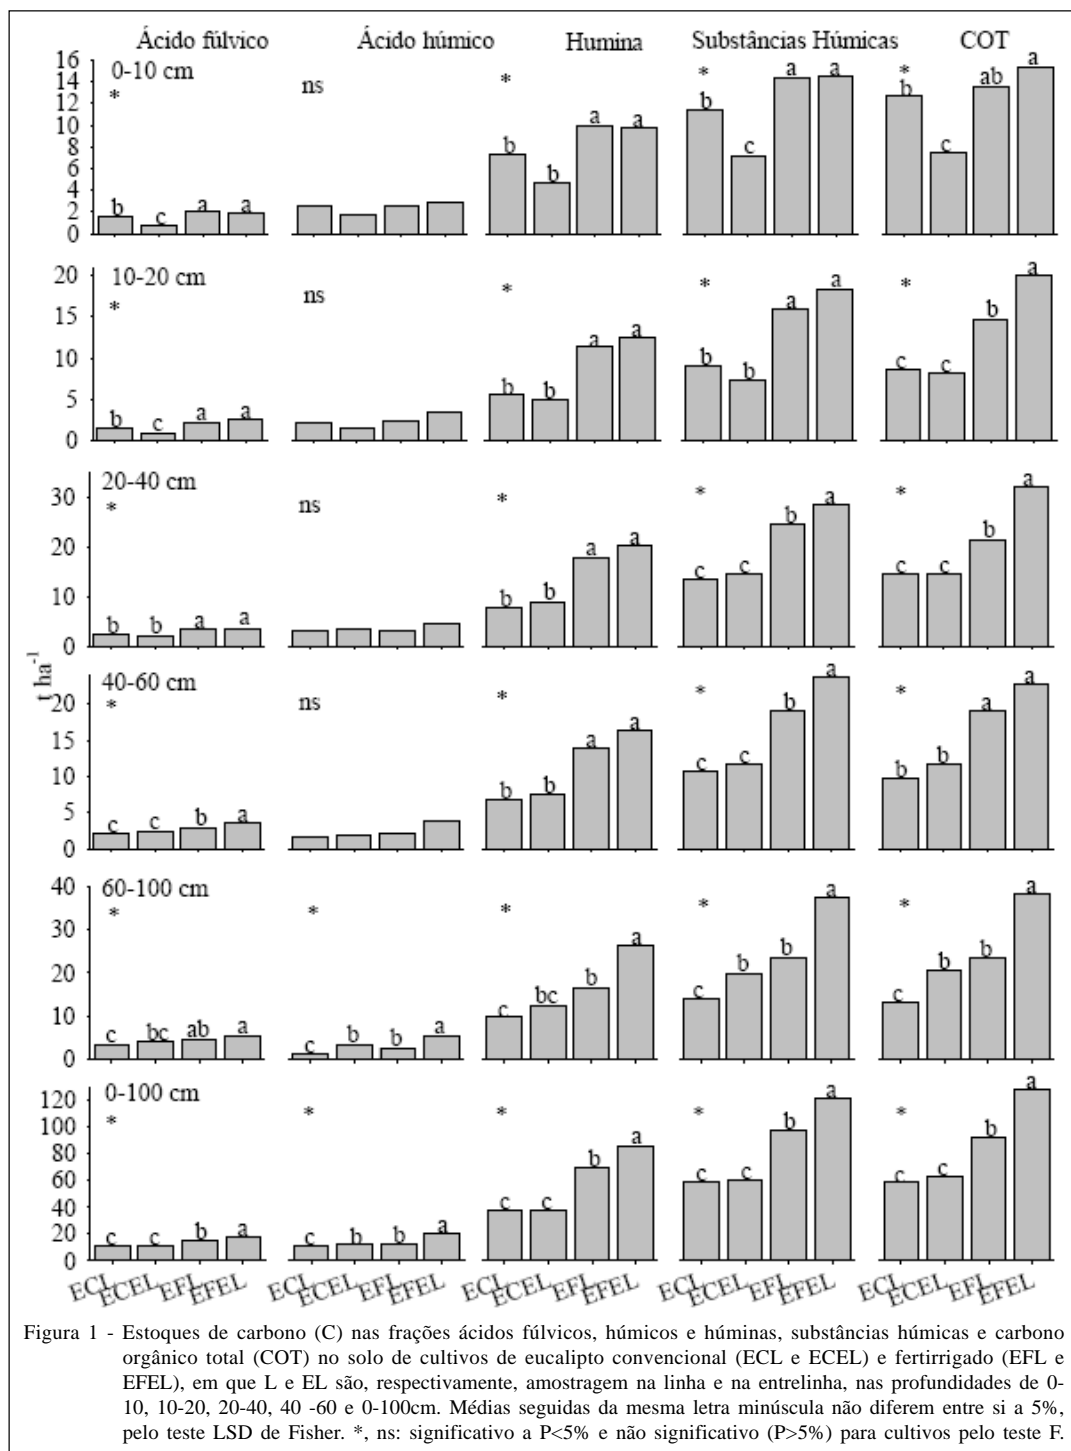 Ácido fúlvico Ácido húmico Humina Substâncias Húmicas COT
0-10 cm
16
14
12
10
8
6
4
2
0
* ns * * *
b c a a
b b a a
b c a a
b c ab a
10-20 cm
20
15
10
5
0
* ns * * *
b c a a
b b a a
b b a a
c c b a
20-40 cm
30
20
10
0
* ns * * *
b b a a
b b a a
c c b a
c c b a
t ha-1
40-60 cm
20
15
10
5
0
* ns * * *
c c b a
b b a a
c c b a
b b a a
60-100 cm
40
30
20
10
0
* * * * *
c bc ab a
c b b a
c bc b a
c b b a
c b b a
0-100 cm
120
100
80
60
40
20
0
* * * * *
c c b a
c b b a
c c b a
c c b a
c c b a
ECL ECEL EFL EFEL ECL ECEL EFL EFEL ECL ECEL EFL EFEL ECL ECEL EFL EFEL ECL ECEL EFL EFEL
Figura 1 - Estoques de carbono (C) nas frações ácidos fúlvicos, húmicos e húminas, substâncias húmicas e carbono
orgânico total (COT) no solo de cultivos de eucalipto convencional (ECL e ECEL) e fertirrigado (EFL e
EFEL), em que L e EL são, respectivamente, amostragem na linha e na entrelinha, nas profundidades de 0-
10, 10-20, 20-40, 40 -60 e 0-100cm. Médias seguidas da mesma letra minúscula não diferem entre si a 5%,
pelo teste LSD de Fisher. *, ns: significativo a P<5% e não significativo (P>5%) para cultivos pelo teste F.